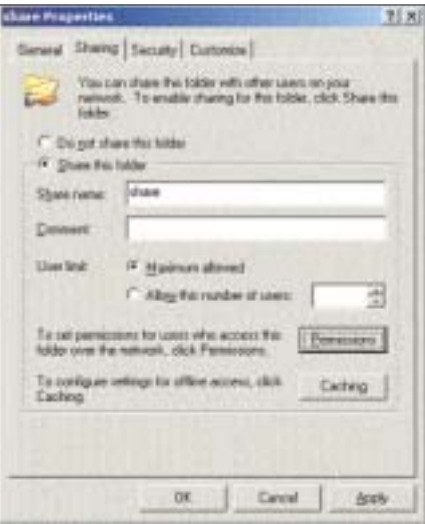 share Properties
General Sharing Security Customize
You can share this folder with other users on your
network. To enable sharing for this folder, click Share this
folder.
Do not share this folder
Share this folder
Share name: share
Comment:
User limit: Maximum allowed
Allow this number of users:
To set permissions for users who access this
folder over the network, click Permissions.
Permissions
To configure settings for offline access, click
Caching.
Caching
OK Cancel Apply